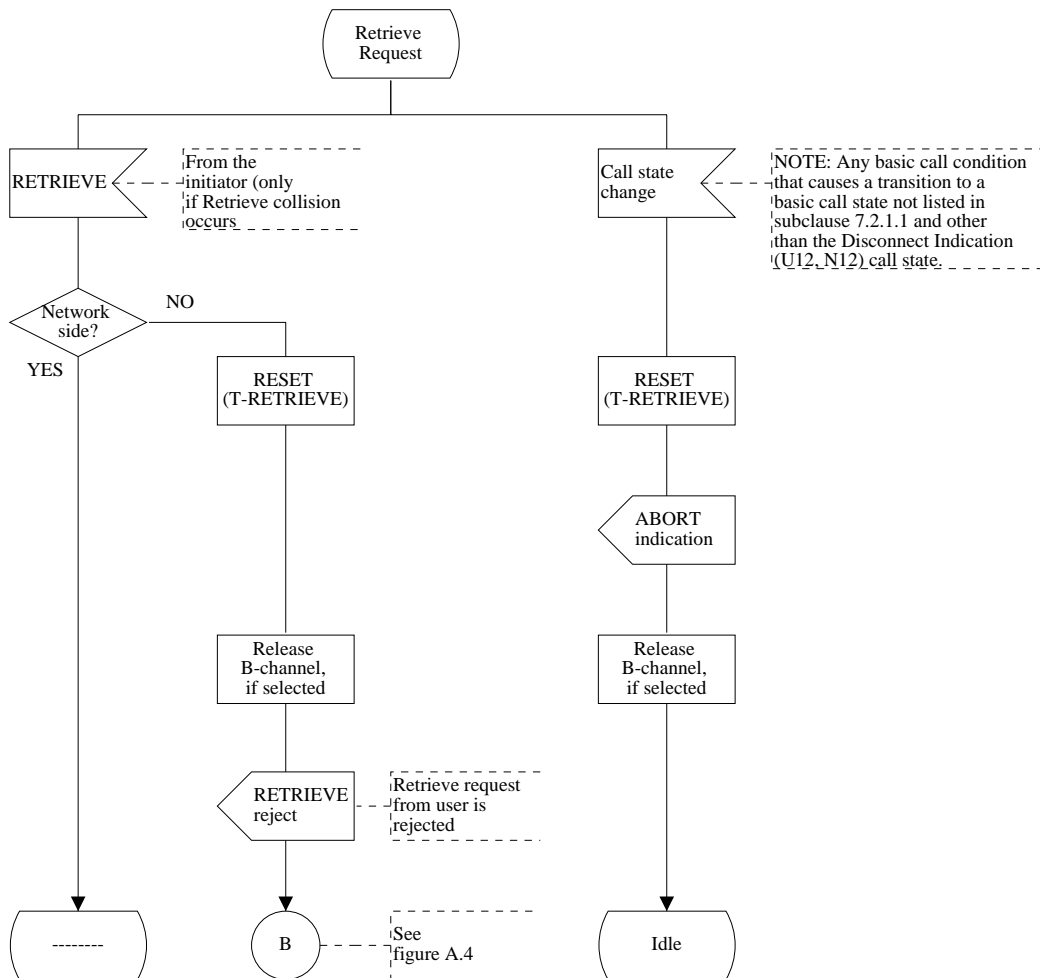 Retrieve
Request
RETRIEVE
From the
initiator (only
if Retrieve collision
occurs
Call state
change
NOTE: Any basic call condition
that causes a transition to a
basic call state not listed in
subclause 7.2.1.1 and other
than the Disconnect Indication
(U12, N12) call state.
Network
side?
NO
YES
RESET
(T-RETRIEVE)
RESET
(T-RETRIEVE)
ABORT
indication
Release
B-channel,
if selected
Release
B-channel,
if selected
RETRIEVE
reject
Retrieve request
from user is
rejected
--------
B
See
figure A.4
Idle